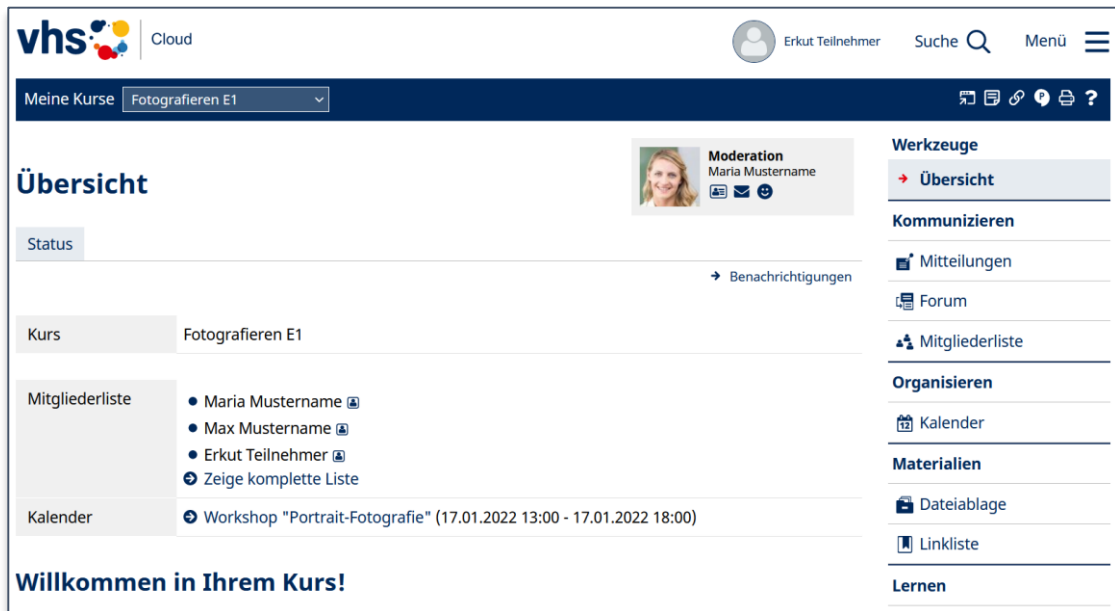 vhs Cloud
Erkut Teilnehmer Suche Menü
Meine Kurse Fotografieren E1
P ?
Übersicht
Moderation
Maria Mustername
Status
Benachrichtigungen
Kurs Fotografieren E1
Mitgliederliste
Maria Mustername
Max Mustername
Erkut Teilnehmer
Zeige komplette Liste
Kalender Workshop "Portrait-Fotografie" (17.01.2022 13:00 - 17.01.2022 18:00)
Willkommen in Ihrem Kurs!
Werkzeuge
Übersicht
Kommunizieren
Mitteilungen
Forum
Mitgliederliste
Organisieren
12 Kalender
Materialien
Dateiablage
Linkliste
Lernen